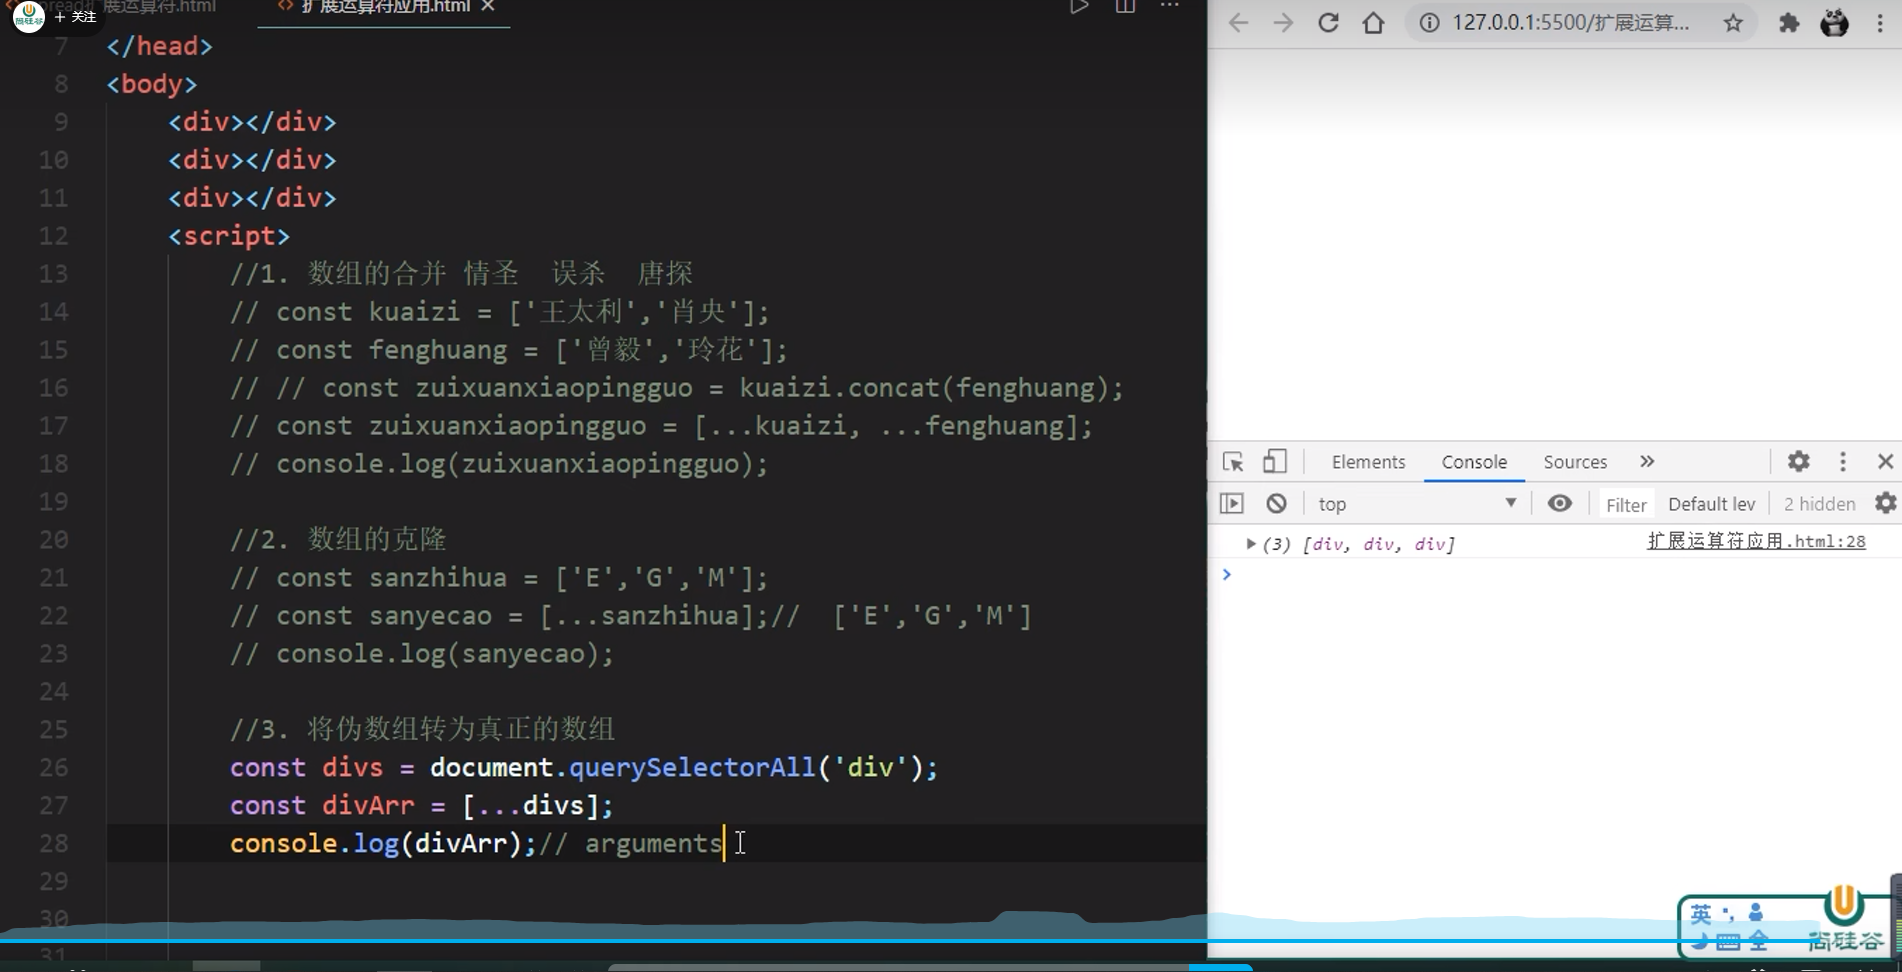 + 关注
扩展运算符.html
<> 扩展运算符应用.html ×
7 </head>
8 <body>
9 <div></div>
10 <div></div>
11 <div></div>
12 <script>
13 //1. 数组的合并 情圣 误杀 唐探
14 // const kuaizi = ['王太利','肖央'];
15 // const fenghuang = ['曾毅','玲花'];
16 // // const zuixuanxiaopingguo = kuaizi.concat(fenghuang);
17 // const zuixuanxiaopingguo = [...kuaizi, ...fenghuang];
18 // console.log(zuixuanxiaopingguo);
19
20 //2. 数组的克隆
21 // const sanzhihua = ['E','G','M'];
22 // const sanyecao = [...sanzhihua];// ['E','G','M']
23 // console.log(sanyecao);
24
25 //3. 将伪数组转为真正的数组
26 const divs = document.querySelectorAll('div');
27 const divArr = [...divs];
28 console.log(divArr);// arguments
29
30
31
127.0.0.1:5500/扩展运算...
Elements Console Sources »
top Filter Default lev 2 hidden
(3) [div, div, div] 扩展运算符应用.html:28
英
全
尚硅谷